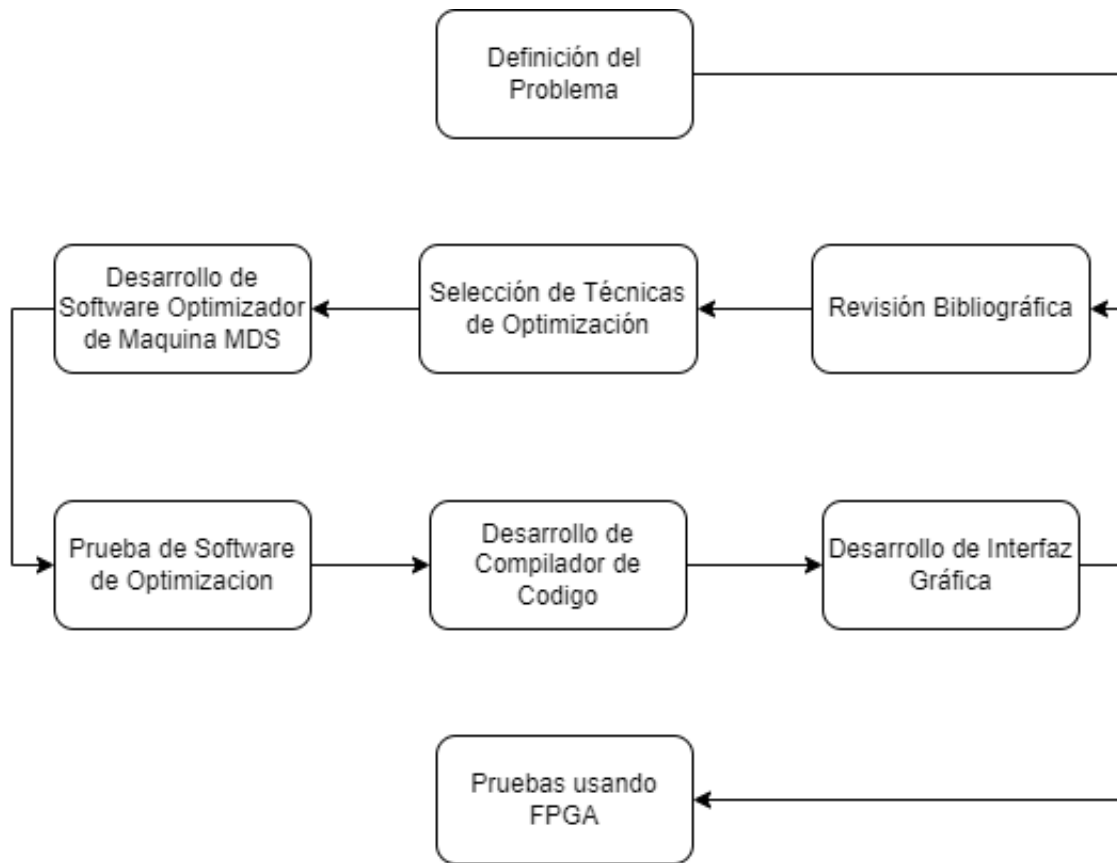 Definición del
Problema
Desarrollo de
Software Optimizador
de Maquina MDS
Selección de Técnicas
de Optimización
Revisión Bibliográfica
Prueba de Software
de Optimizacion
Desarrollo de
Compilador de
Codigo
Desarrollo de Interfaz
Gráfica
Pruebas usando
FPGA